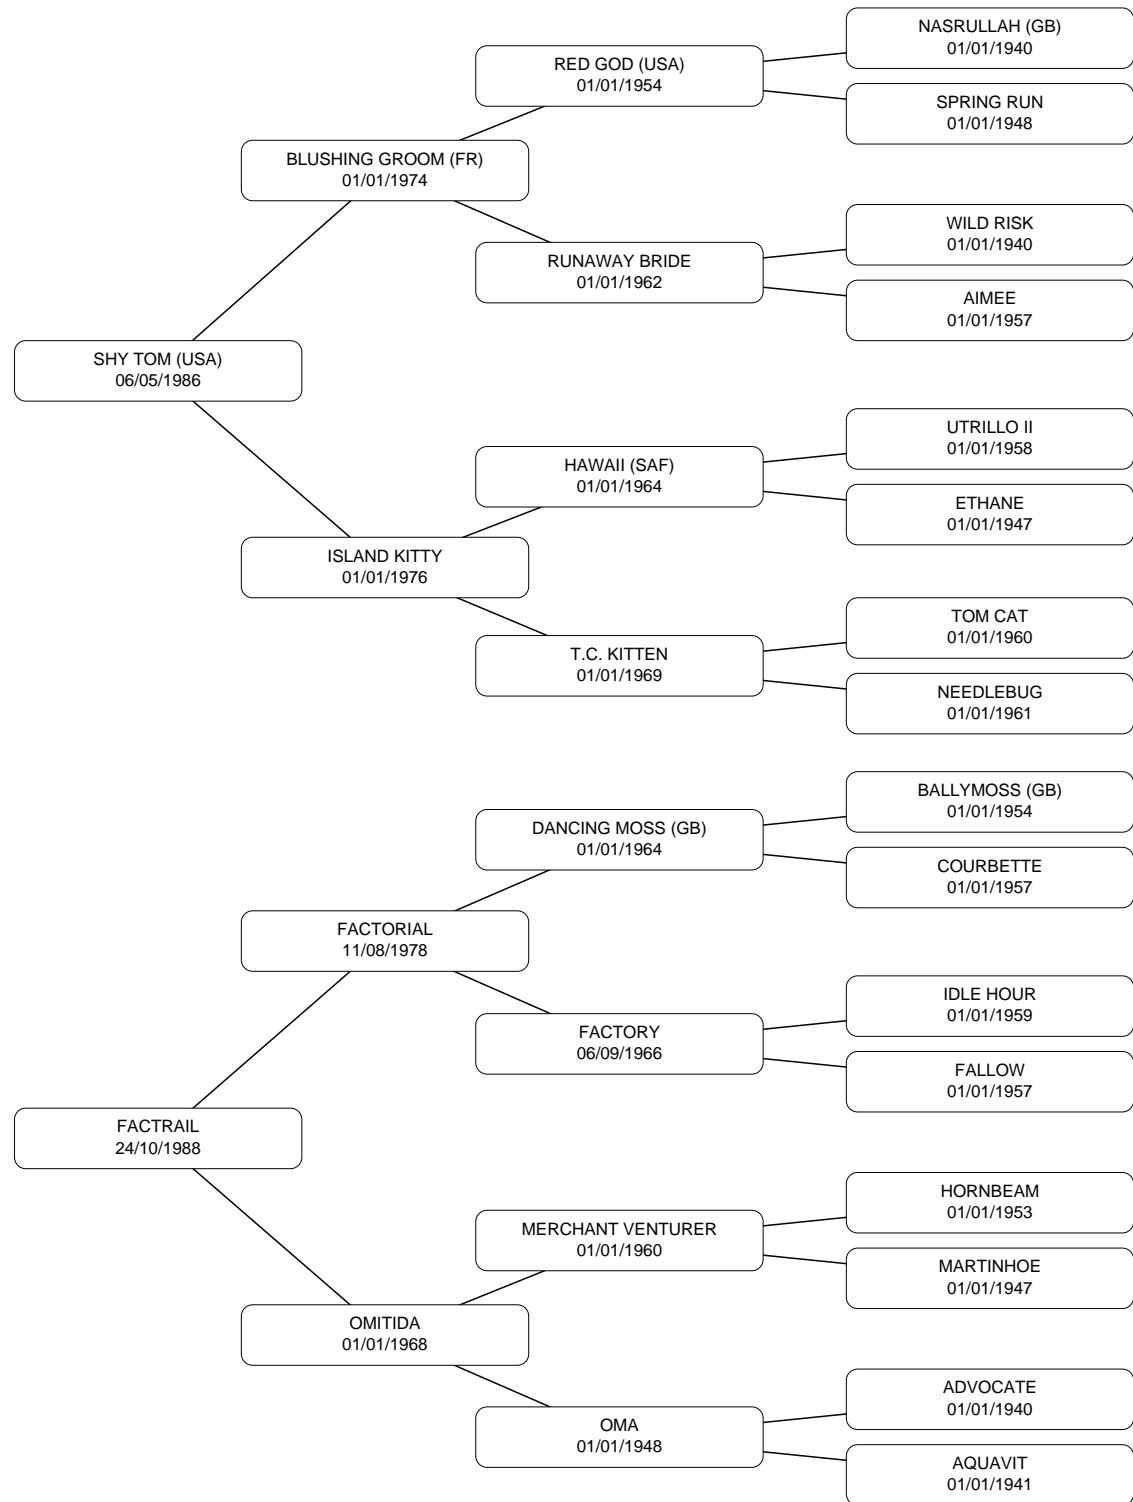 NASRULLAH (GB)
01/01/1940
RED GOD (USA)
01/01/1954
SPRING RUN
01/01/1948
BLUSHING GROOM (FR)
01/01/1974
WILD RISK
01/01/1940
RUNAWAY BRIDE
01/01/1962
AIMEE
01/01/1957
SHY TOM (USA)
06/05/1986
UTRILLO II
01/01/1958
HAWAII (SAF)
01/01/1964
ETHANE
01/01/1947
ISLAND KITTY
01/01/1976
TOM CAT
01/01/1960
T.C. KITTEN
01/01/1969
NEEDLEBUG
01/01/1961
BALLYMOSS (GB)
01/01/1954
DANCING MOSS (GB)
01/01/1964
COURBETTE
01/01/1957
FACTORIAL
11/08/1978
IDLE HOUR
01/01/1959
FACTORY
06/09/1966
FALLOW
01/01/1957
FACTRAIL
24/10/1988
HORNBEAM
01/01/1953
MERCHANT VENTURER
01/01/1960
MARTINHOE
01/01/1947
OMITIDA
01/01/1968
ADVOCATE
01/01/1940
OMA
01/01/1948
AQUAVIT
01/01/1941